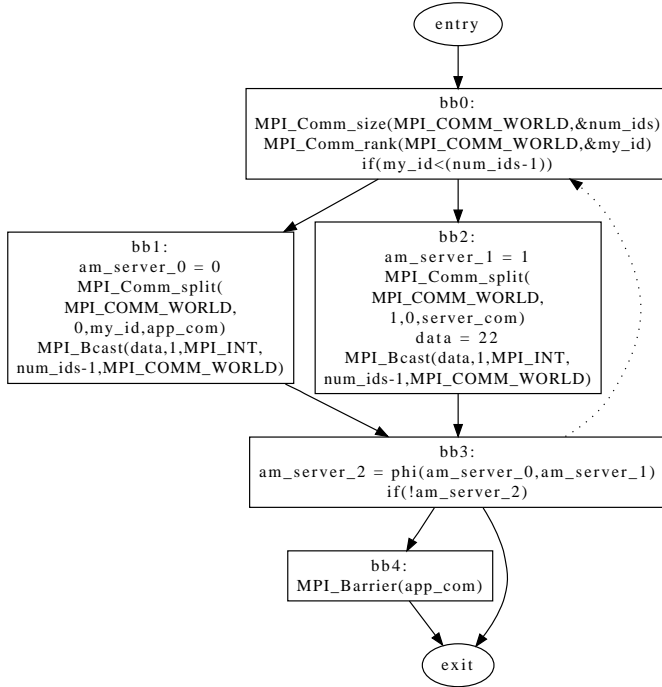 entry
bb0:
MPI_Comm_size(MPI_COMM_WORLD,&num_ids)
MPI_Comm_rank(MPI_COMM_WORLD,&my_id)
if(my_id<(num_ids-1))
bb1:
am_server_0 = 0
MPI_Comm_split(
MPI_COMM_WORLD,
0,my_id,app_com)
MPI_Bcast(data,1,MPI_INT,
num_ids-1,MPI_COMM_WORLD)
bb2:
am_server_1 = 1
MPI_Comm_split(
MPI_COMM_WORLD,
1,0,server_com)
data = 22
MPI_Bcast(data,1,MPI_INT,
num_ids-1,MPI_COMM_WORLD)
bb3:
am_server_2 = phi(am_server_0,am_server_1)
if(!am_server_2)
bb4:
MPI_Barrier(app_com)
exit